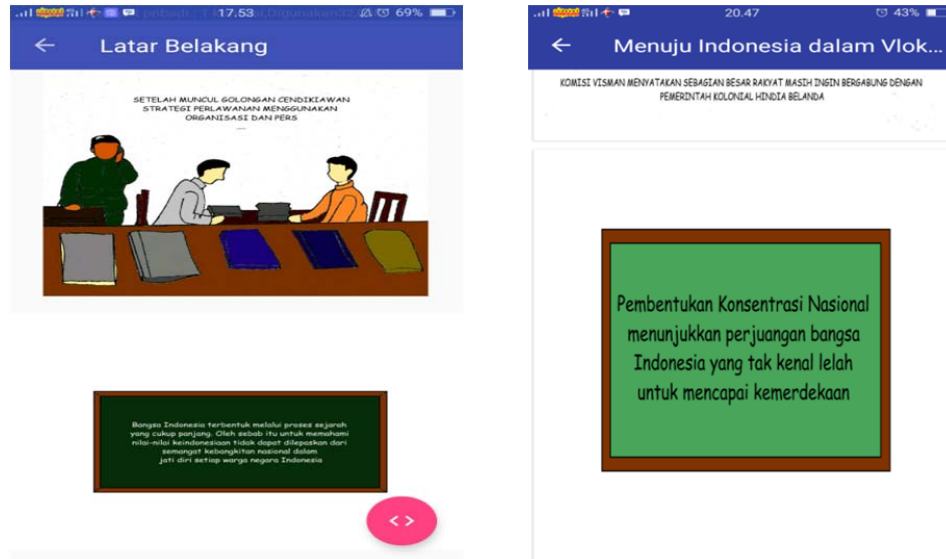 17.53
69%
Latar Belakang
SETELAH MUNCUL GOLONGAN CENDIKIAWAN
STRATEGI PERLAWANAN MENGGUNAKAN
ORGANISASI DAN PERS
Bangsa Indonesia terbentuk melalui proses sejarah
yang cukup panjang. Oleh sebab itu untuk memahami
nilai-nilai keindonesiaan tidak dapat dilepaskan dari
semangat kebangkitan nasional dalam
jati diri setiap warga negara Indonesia
< >
20.47
43%
Menuju Indonesia dalam Vlok...
KOMISI VISMAN MENYATAKAN SEBAGIAN BESAR RAKYAT MASIH INGIN BERGABUNG DENGAN
PEMERINTAH KOLONIAL HINDIA BELANDA
Pembentukan Konsentrasi Nasional
menunjukkan perjuangan bangsa
Indonesia yang tak kenal lelah
untuk mencapai kemerdekaan